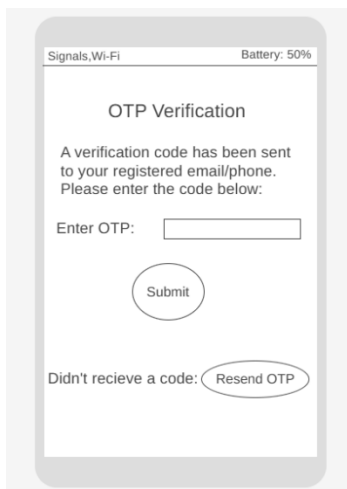 Signals,Wi-Fi Battery: 50%
OTP Verification
A verification code has been sent
to your registered email/phone.
Please enter the code below:
Enter OTP:
Submit
Didn't recieve a code: Resend OTP